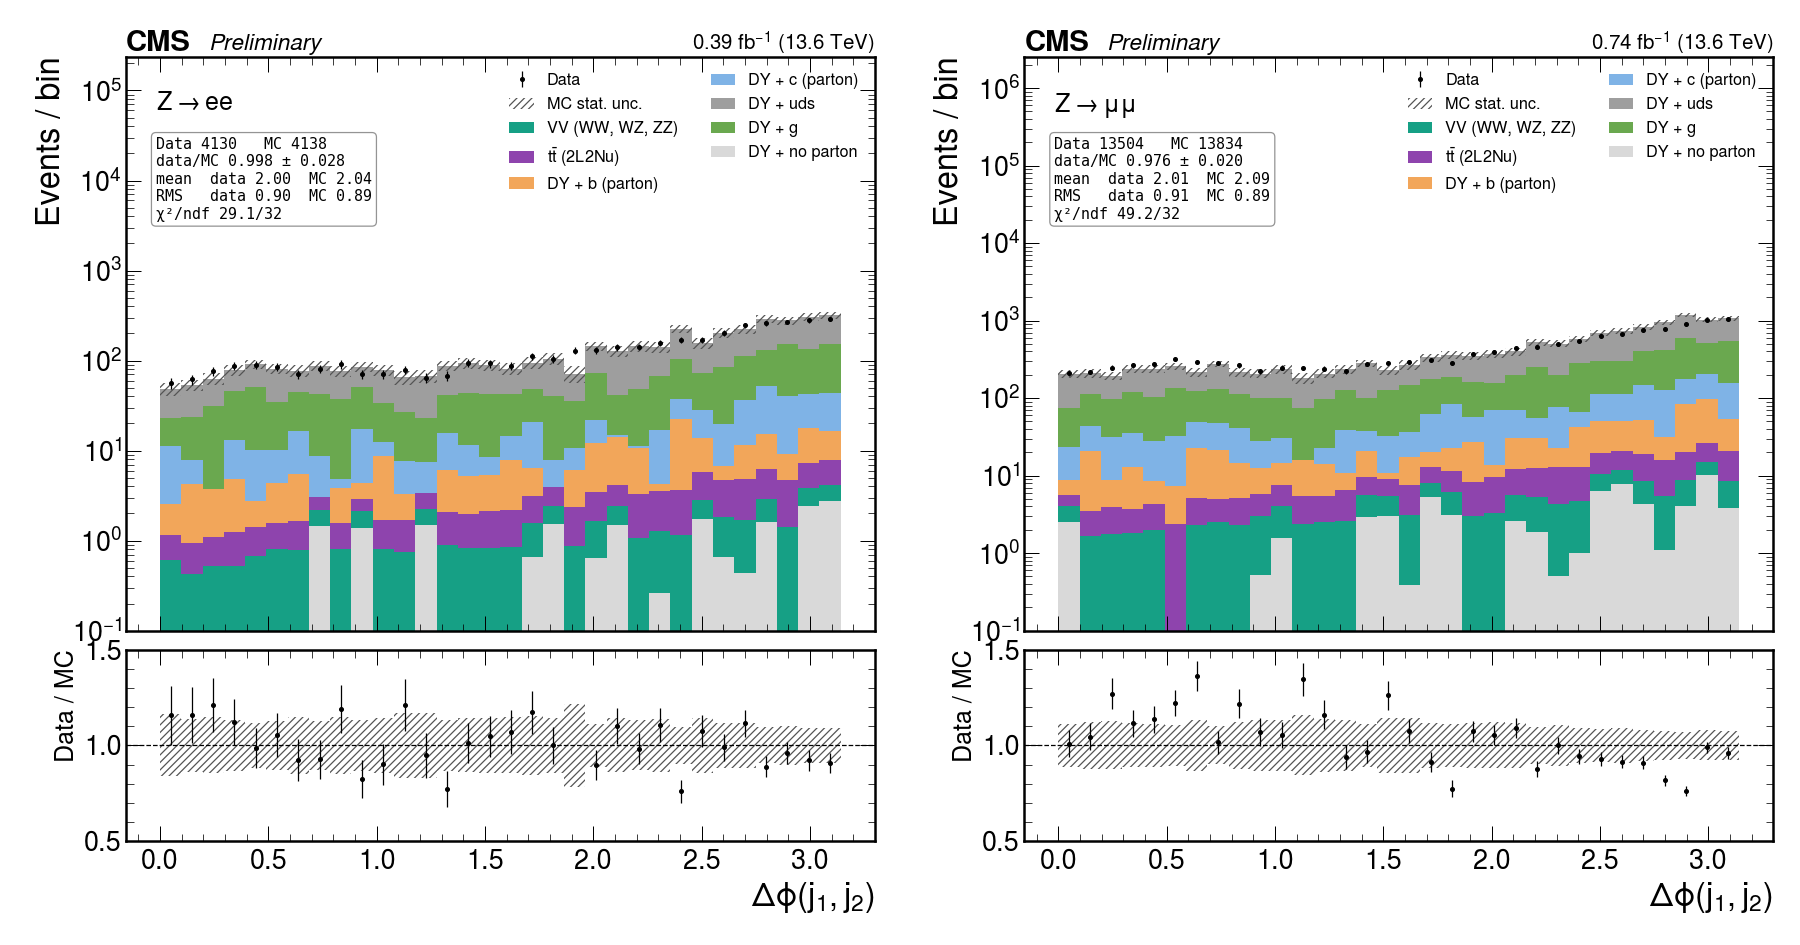 CMS Preliminary 0.39 fb⁻¹ (13.6 TeV)
Events / bin
Z→ee
Data 4130   MC 4138
data/MC 0.998 ± 0.028
mean  data 2.00  MC 2.04
RMS   data 0.90  MC 0.89
χ²/ndf 29.1/32
Data
MC stat. unc.
VV (WW, WZ, ZZ)
tt̄ (2L2Nu)
DY + b (parton)
DY + c (parton)
DY + uds
DY + g
DY + no parton
10⁵
10⁴
10³
10²
10¹
10⁰
10⁻¹
Data / MC
1.5
1.0
0.5
0.0 0.5 1.0 1.5 2.0 2.5 3.0
Δϕ(j₁, j₂)
CMS Preliminary 0.74 fb⁻¹ (13.6 TeV)
Events / bin
Z→μμ
Data 13504   MC 13834
data/MC 0.976 ± 0.020
mean  data 2.01  MC 2.09
RMS   data 0.91  MC 0.89
χ²/ndf 49.2/32
Data
MC stat. unc.
VV (WW, WZ, ZZ)
tt̄ (2L2Nu)
DY + b (parton)
DY + c (parton)
DY + uds
DY + g
DY + no parton
10⁶
10⁵
10⁴
10³
10²
10¹
10⁰
10⁻¹
Data / MC
1.5
1.0
0.5
0.0 0.5 1.0 1.5 2.0 2.5 3.0
Δϕ(j₁, j₂)